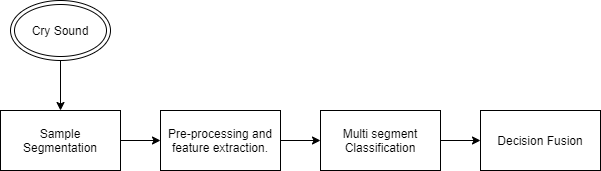 Cry Sound
Sample
Segmentation
Pre-processing and
feature extraction.
Multi segment
Classification
Decision Fusion